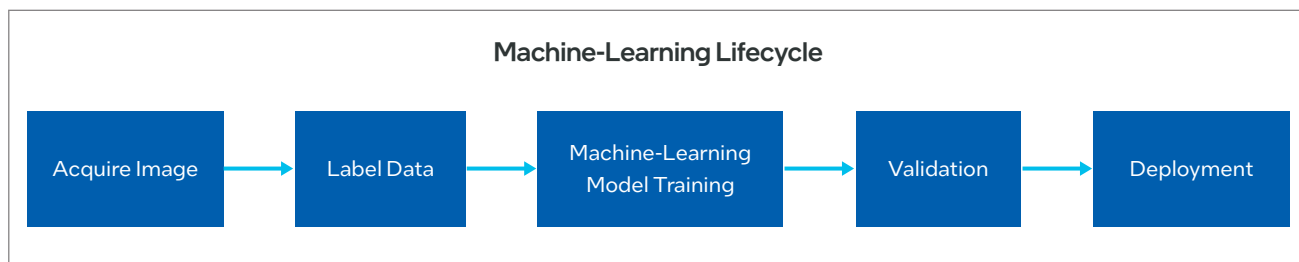 Machine-Learning Lifecycle
Acquire Image
Label Data
Machine-Learning
Model Training
Validation
Deployment